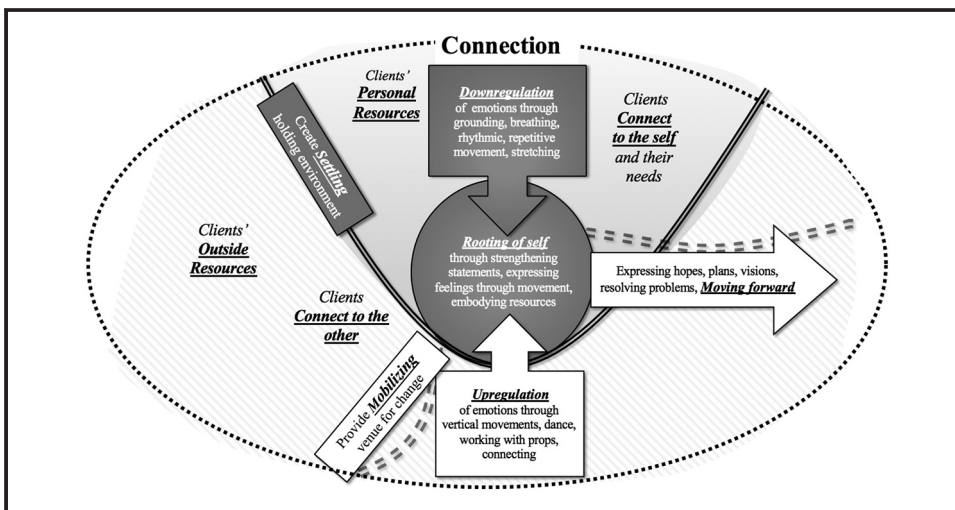 Connection
Clients'
Personal
Resources
Downregulation
of emotions through
grounding, breathing,
rhythmic, repetitive
movement, stretching
Clients
Connect
to the self
and their
needs
Create Settling
holding environment
Clients'
Outside
Resources
Rooting of self
through strengthening
statements, expressing
feelings through movement,
embodying resources
Expressing hopes, plans, visions,
resolving problems, Moving forward
Clients
Connect to the
other
Provide Mobilizing
venue for change
Upregulation
of emotions through
vertical movements, dance,
working with props,
connecting